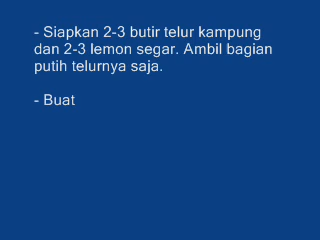 - Siapkan 2-3 butir telur kampung
dan 2-3 lemon segar. Ambil bagian
putih telurnya saja.
- Buat